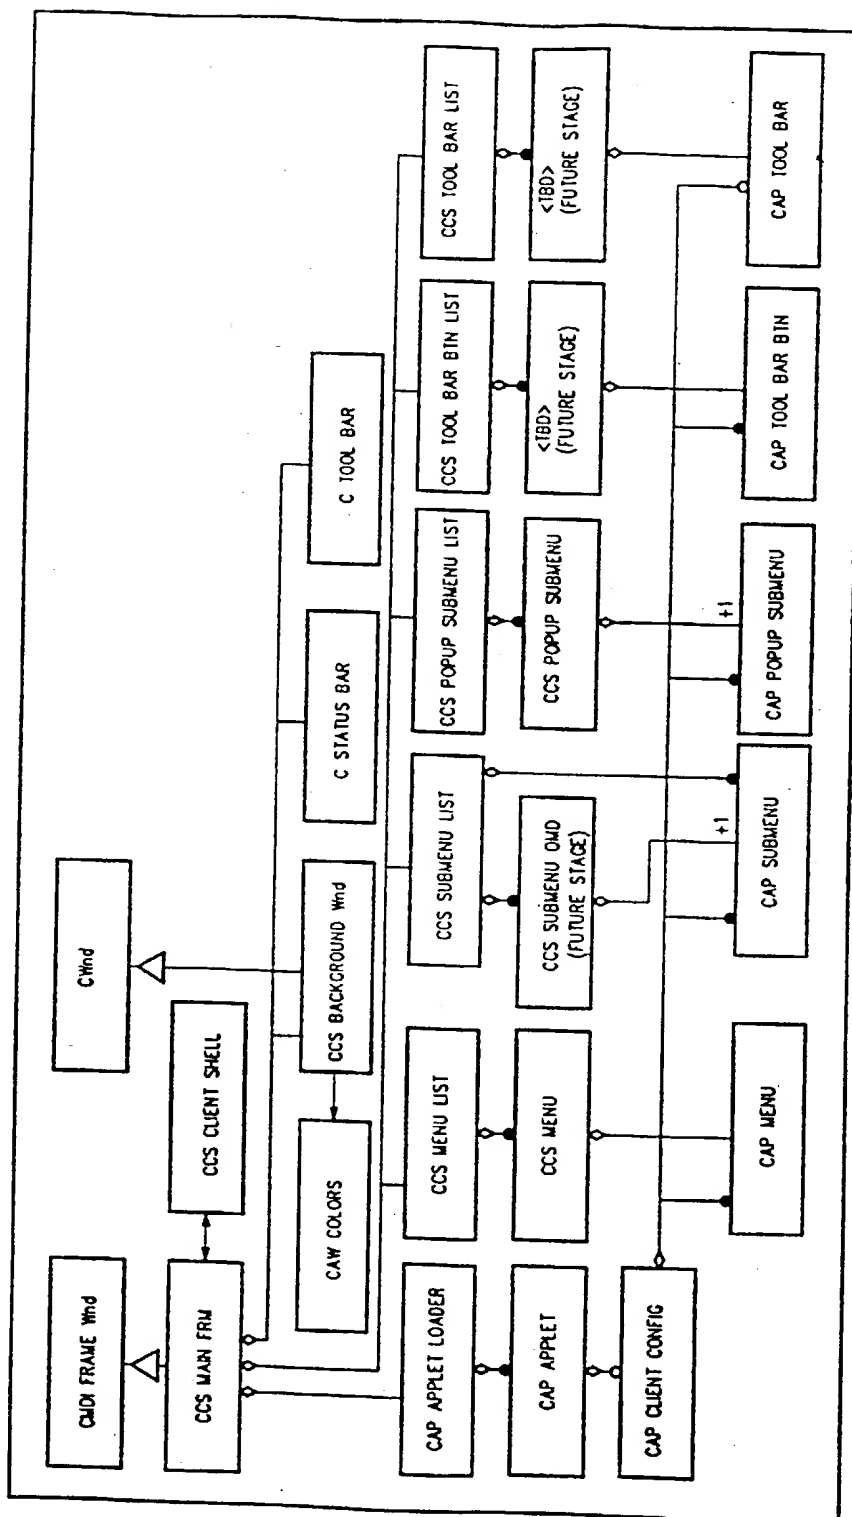 CMDI FRAME Wnd
CWnd
CCS MAIN FRM
CCS CLIENT SHELL
CAW COLORS
CCS BACKGROUND Wnd
C STATUS BAR
C TOOL BAR
CAP APPLET LOADER
CCS MENU LIST
CCS SUBMENU LIST
CCS POPUP SUBMENU LIST
CCS TOOL BAR BTN LIST
CCS TOOL BAR LIST
CAP APPLET
CCS MENU
CCS SUBMENU OMD
(FUTURE STAGE)
CCS POPUP SUBMENU
<TBD>
(FUTURE STAGE)
<TBD>
(FUTURE STAGE)
CAP CLIENT CONFIG
+1
+1
CAP MENU
CAP SUBMENU
CAP POPUP SUBMENU
CAP TOOL BAR BTN
CAP TOOL BAR